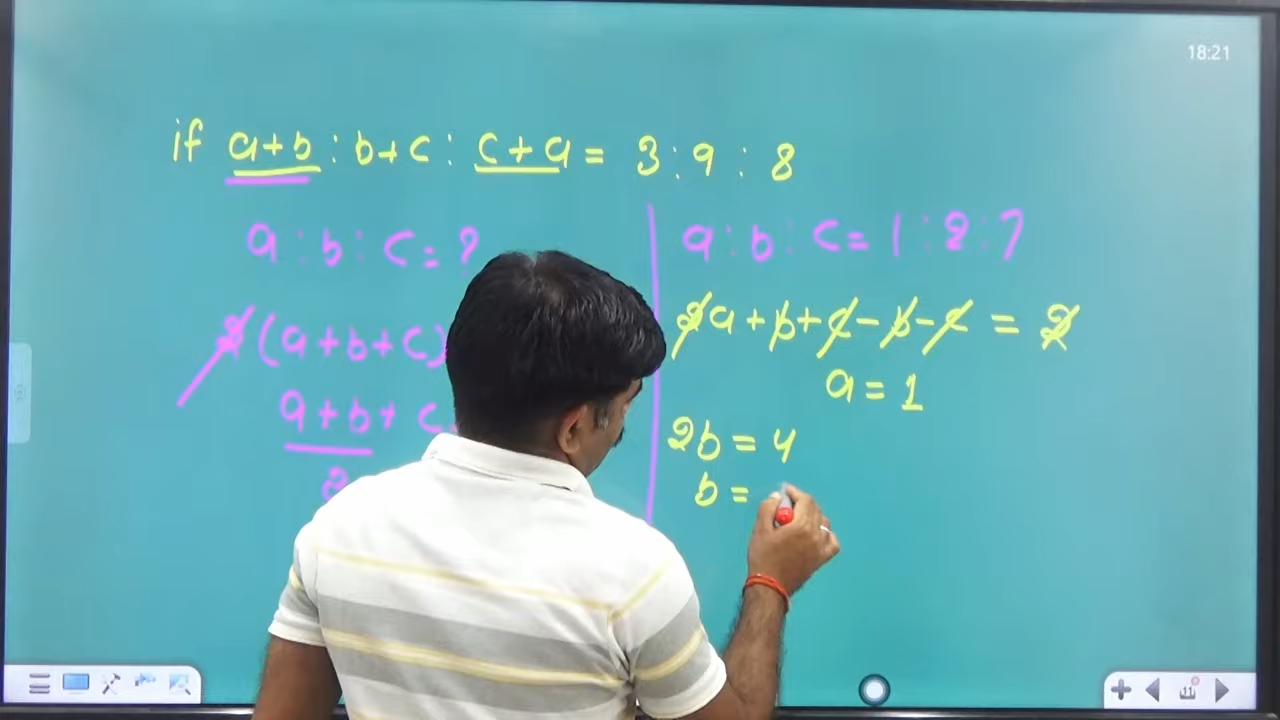 18:21
if a+b : b+c : c+a = 3 : 9 : 8
a : b : c = ?
2(a+b+c)
a+b+c
a : b : c = 1 : 2 : 7
2a+b+c-b-c = 2
a = 1
2b = 4
b =